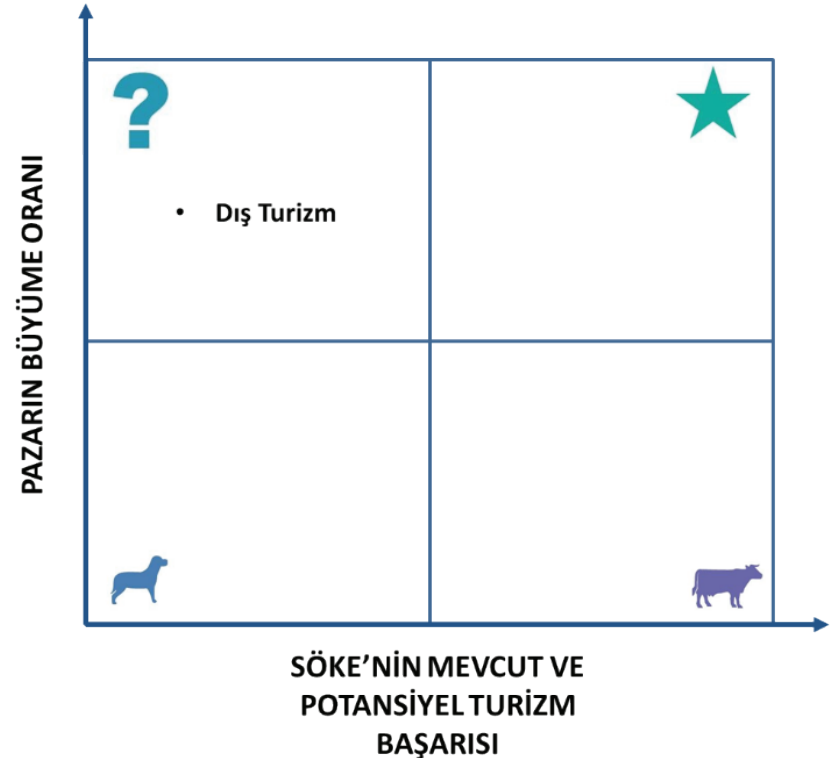 ?
• Dış Turizm
PAZARIN BÜYÜME ORANI
SÖKE’NİN MEVCUT VE
POTANSİYEL TURİZM
BAŞARISI